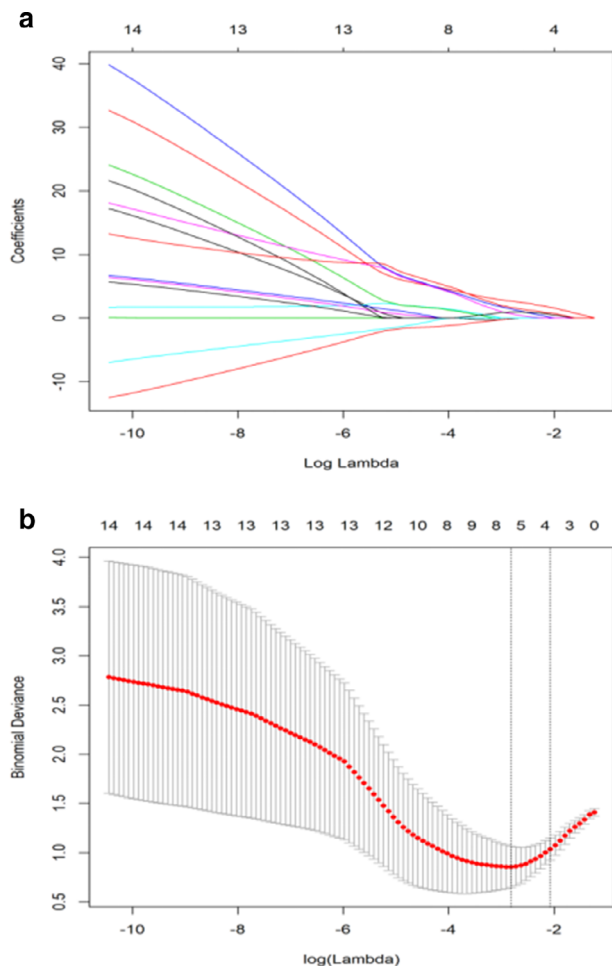 a
14 13 13 8 4
40
30
20
10
0
-10
Coefficients
-10 -8 -6 -4 -2
Log Lambda
b
14 14 14 13 13 13 13 13 12 10 8 9 8 5 4 3 0
4.0
3.5
3.0
2.5
2.0
1.5
1.0
0.5
Binomial Deviance
-10 -8 -6 -4 -2
log(Lambda)